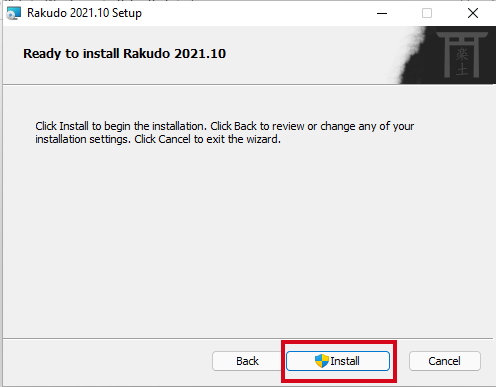 Rakudo 2021.10 Setup
Ready to install Rakudo 2021.10
楽
土
Click Install to begin the installation. Click Back to review or change any of your
installation settings. Click Cancel to exit the wizard.
Back
Install
Cancel